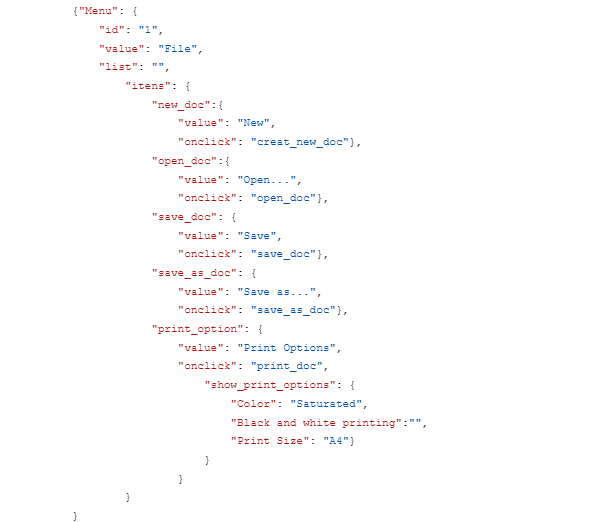 {"Menu": {
"id": "1",
"value": "File",
"list": "",
"itens": {
"new_doc":{
"value": "New",
"onclick": "creat_new_doc"},
"open_doc":{
"value": "Open...",
"onclick": "open_doc"},
"save_doc": {
"value": "Save",
"onclick": "save_doc"},
"save_as_doc": {
"value": "Save as...",
"onclick": "save_as_doc"},
"print_option": {
"value": "Print Options",
"onclick": "print_doc",
"show_print_options": {
"Color": "Saturated",
"Black and white printing":"",
"Print Size": "A4"}
}
}
}
}